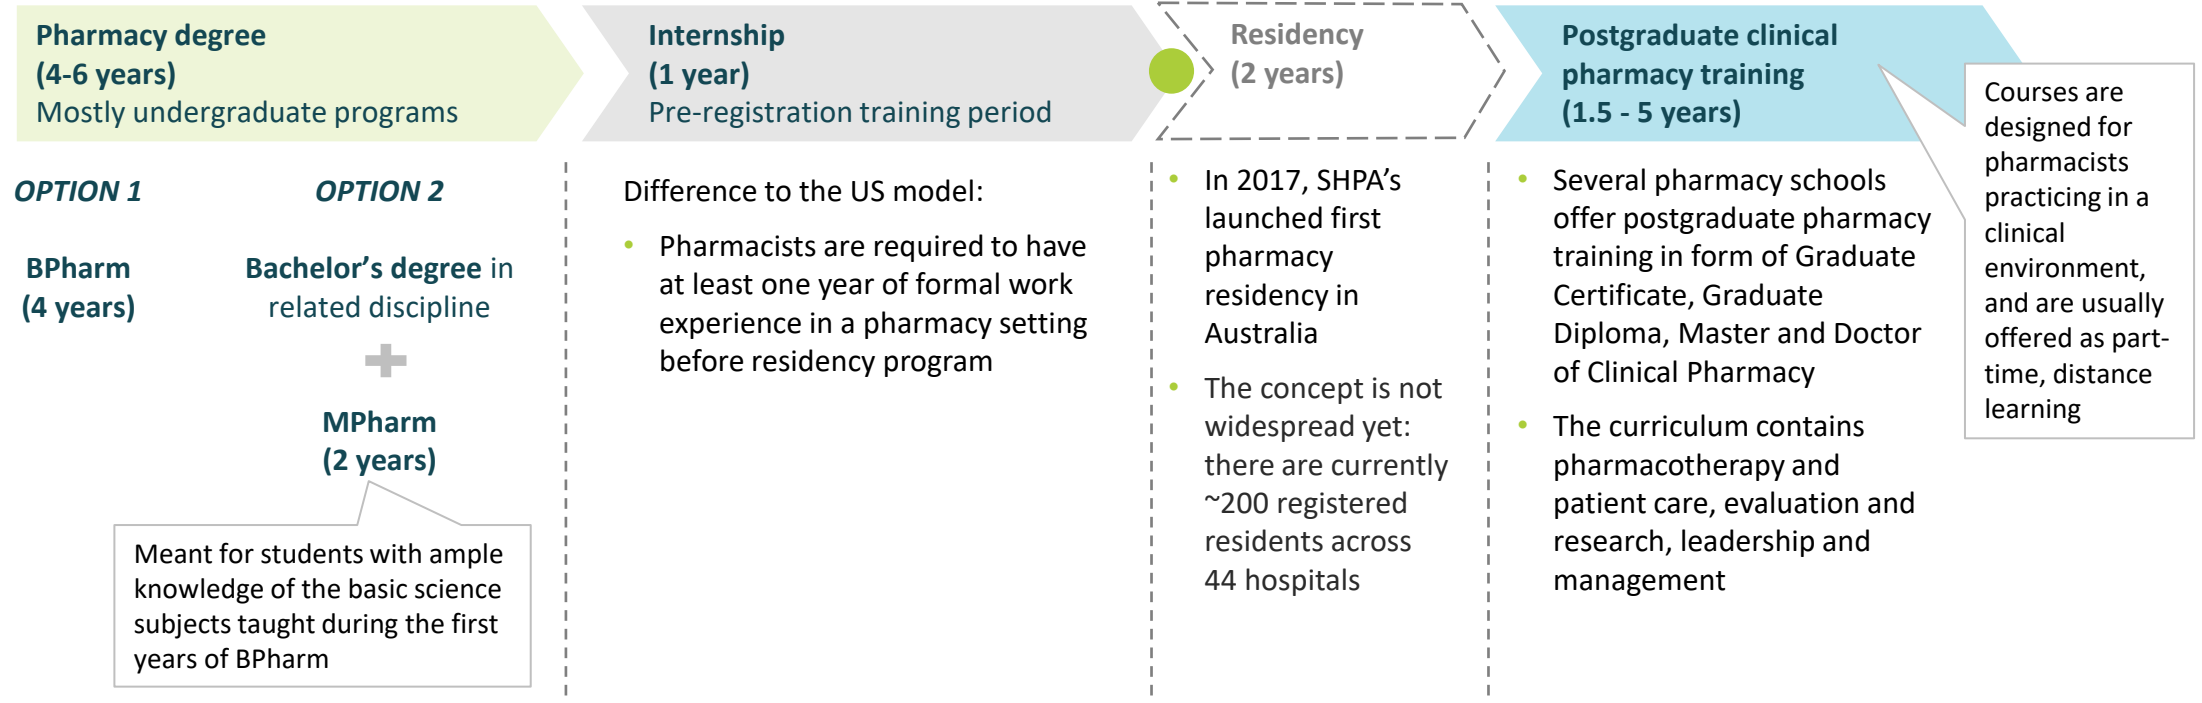 Pharmacy degree
(4-6 years)
Mostly undergraduate programs
Internship
(1 year)
Pre-registration training period
Residency
(2 years)
Postgraduate clinical
pharmacy training
(1.5 - 5 years)
Courses are
designed for
pharmacists
practicing in a
clinical
environment,
and are usually
offered as part-
time, distance
learning
OPTION 1
BPharm
(4 years)
OPTION 2
Bachelor's degree in
related discipline
MPharm
(2 years)
Meant for students with ample
knowledge of the basic science
subjects taught during the first
years of BPharm
Difference to the US model:
• Pharmacists are required to have
at least one year of formal work
experience in a pharmacy setting
before residency program
• In 2017, SHPA's
launched first
pharmacy
residency in
Australia
• The concept is not
widespread yet:
there are currently
~200 registered
residents across
44 hospitals
• Several pharmacy schools
offer postgraduate pharmacy
training in form of Graduate
Certificate, Graduate
Diploma, Master and Doctor
of Clinical Pharmacy
• The curriculum contains
pharmacotherapy and
patient care, evaluation and
research, leadership and
management